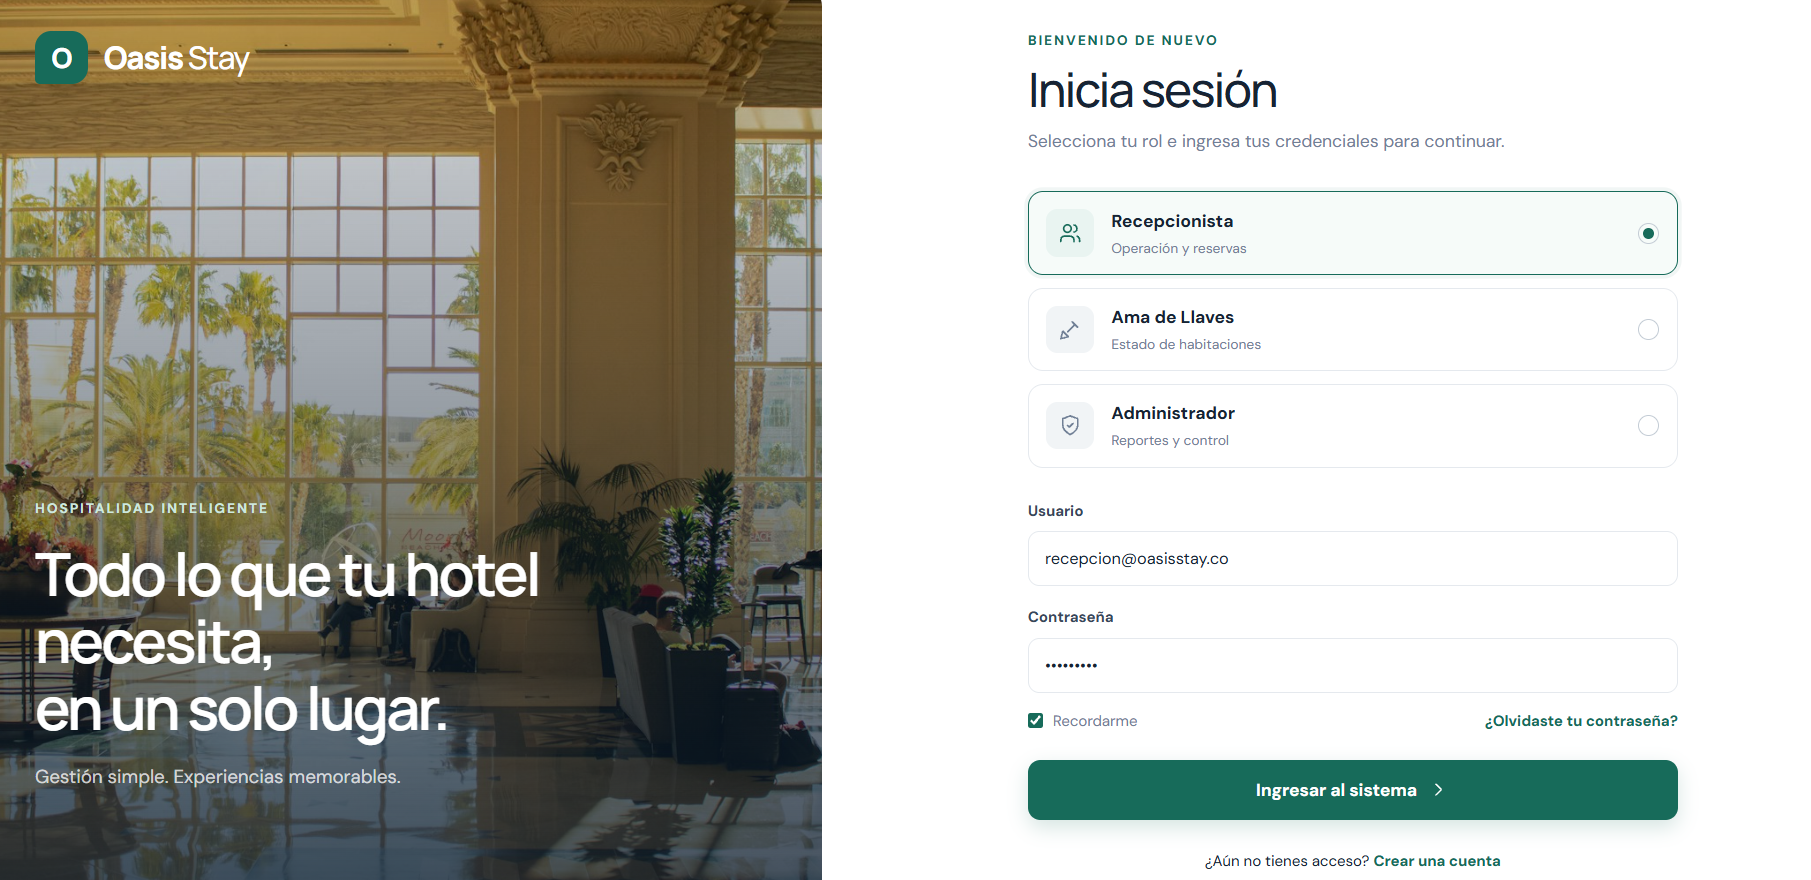 O
Oasis Stay
HOSPITALIDAD INTELIGENTE
Todo lo que tu hotel
necesita,
en un solo lugar.
Gestión simple. Experiencias memorables.
BIENVENIDO DE NUEVO
Inicia sesión
Selecciona tu rol e ingresa tus credenciales para continuar.
Recepcionista
Operación y reservas
Ama de Llaves
Estado de habitaciones
Administrador
Reportes y control
Usuario
recepcion@oasisstay.co
Contraseña
•••••••••
Recordarme
¿Olvidaste tu contraseña?
Ingresar al sistema
¿Aún no tienes acceso? Crear una cuenta